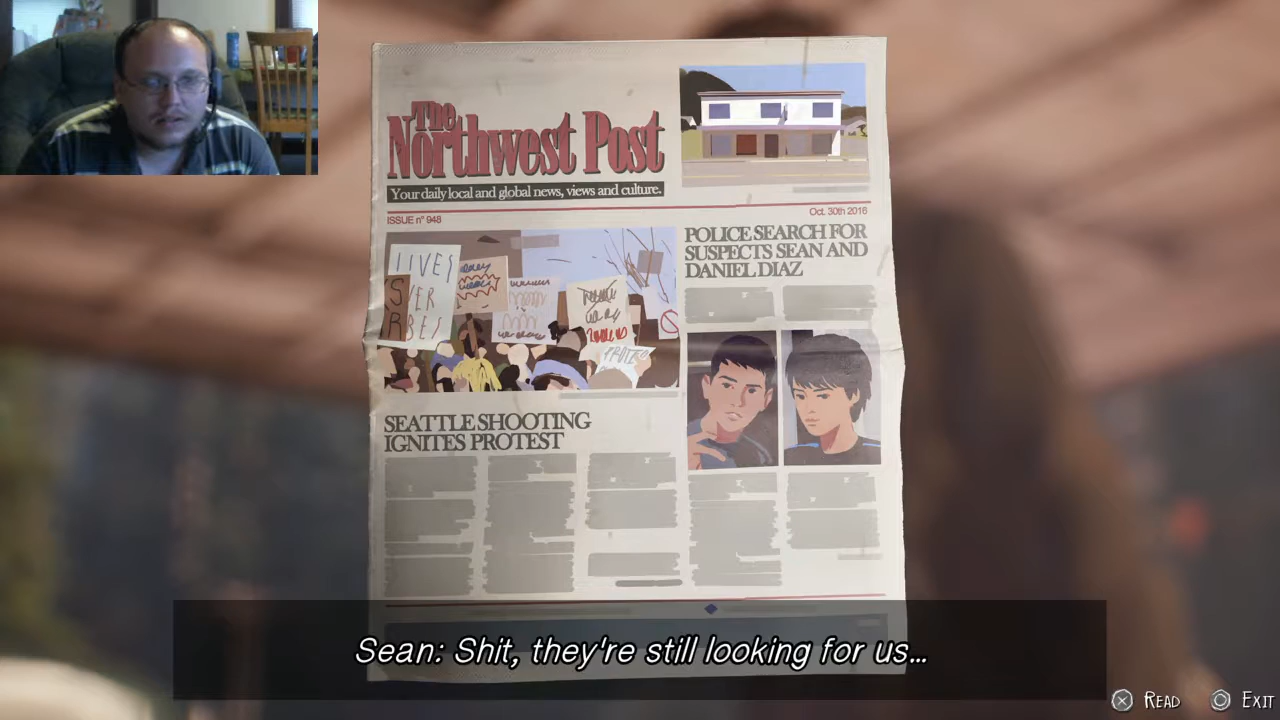 The
Northwest Post
Your daily local and global news, views and culture.
ISSUE n° 948
Oct. 30th 2016
POLICE SEARCH FOR
SUSPECTS SEAN AND
DANIEL DIAZ
LIVES
SEATTLE SHOOTING
IGNITES PROTEST
Sean: Shit, they're still looking for us...
READ
EXIT